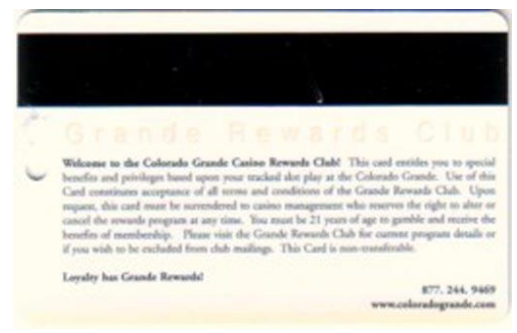 Grande Rewards Club
Welcome to the Colorado Grande Casino Rewards Club! This card entitles you to special
benefits and privileges based upon your tracked slot play at the Colorado Grande. Use of this
Card constitutes acceptance of all terms and conditions of the Grande Rewards Club. Upon
request, this card must be surrendered to casino management who reserves the right to alter or
cancel the rewards program at any time. You must be 21 years of age to gamble and receive the
benefits of membership. Please visit the Grande Rewards Club for current program details or
if you wish to be excluded from club mailings. This Card is non-transferable.
Loyalty has Grande Rewards!
877. 244. 9469
www.coloradogrande.com